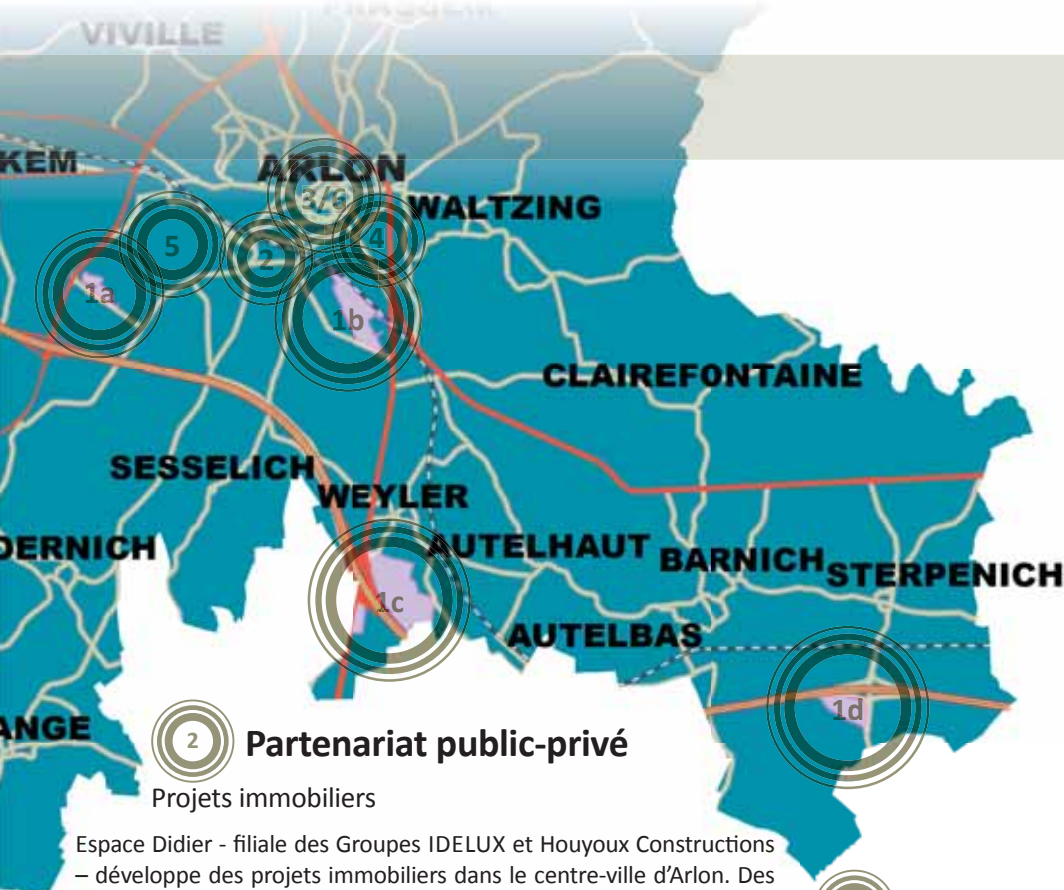 VIVILLE
KEM
ARLON
3/6
WALTZING
5
2
4
1a
1b
CLAIREFONTAINE
SESSELICH
WEYLER
DERNICH
AUTELHAUT
BARNICH
STERPENICH
1c
AUTELBAS
ANGE
1d
2
Partenariat public-privé
Projets immobiliers
Espace Didier - filiale des Groupes IDELUX et Houyoux Constructions
– développe des projets immobiliers dans le centre-ville d’Arlon. Des